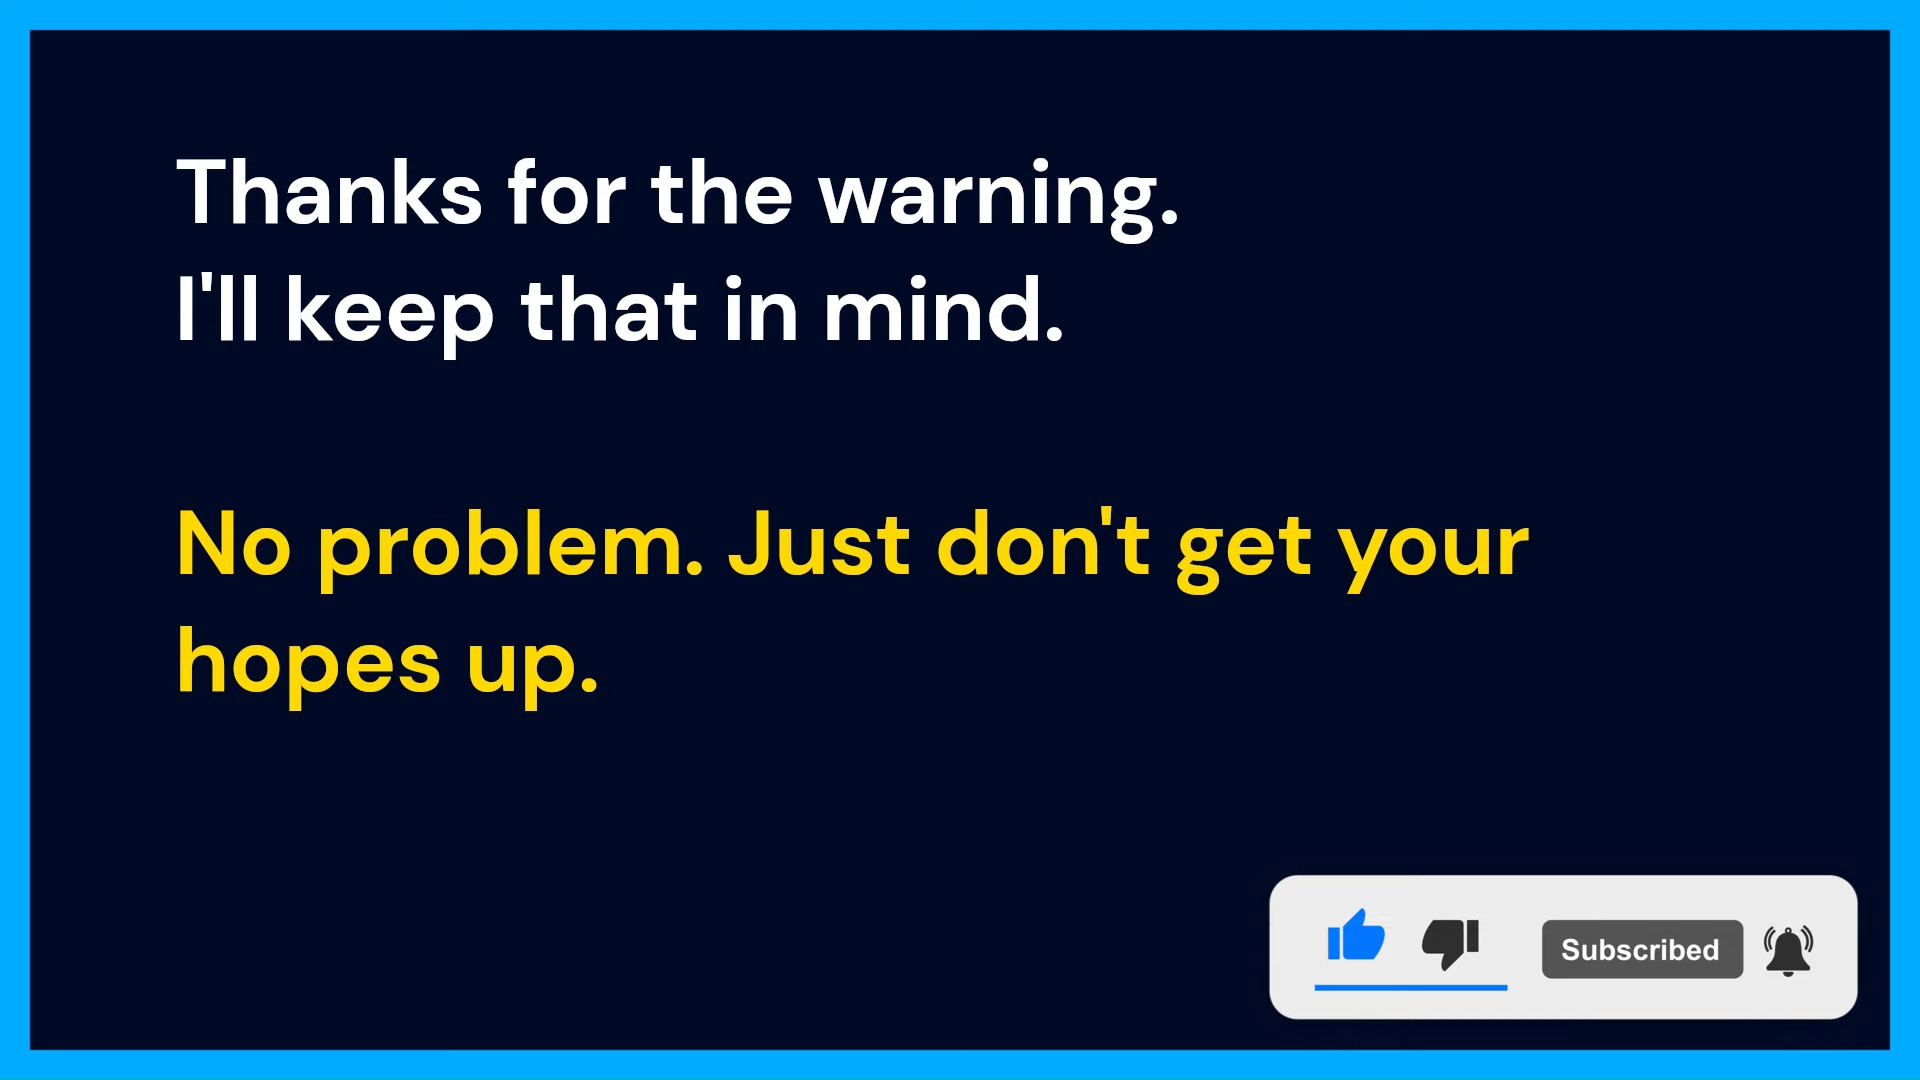 Thanks for the warning.
I'll keep that in mind.
No problem. Just don't get your
hopes up.
Subscribed